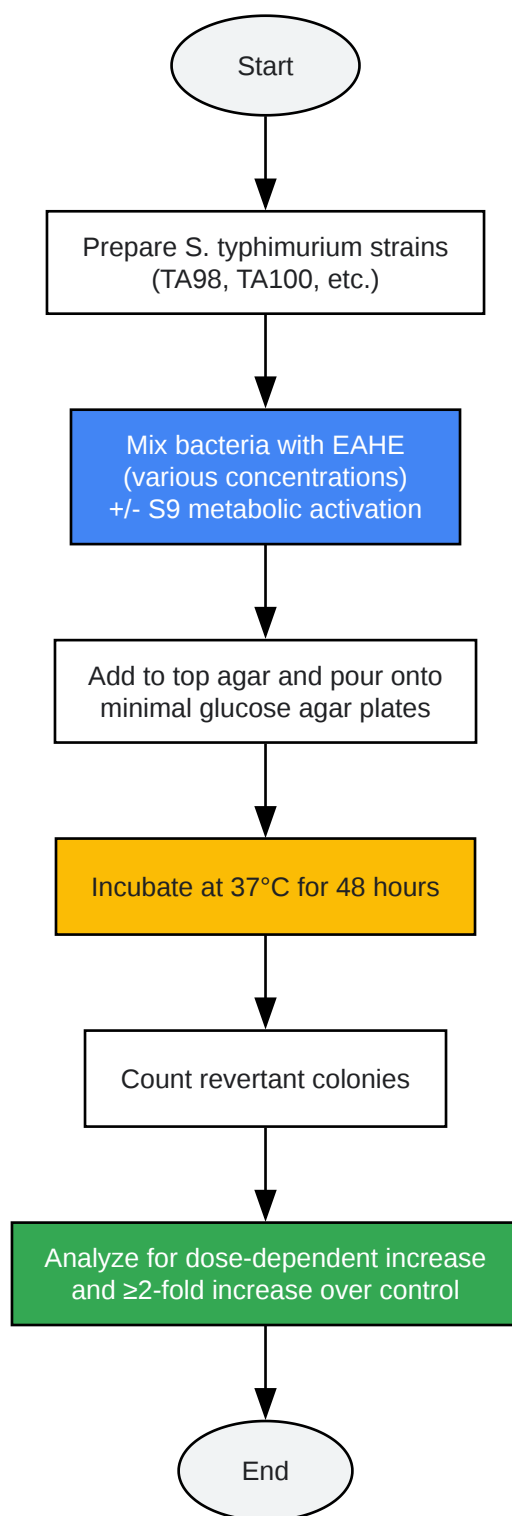 Start
Prepare S. typhimurium strains
(TA98, TA100, etc.)
Mix bacteria with EAHE
(various concentrations)
+/- S9 metabolic activation
Add to top agar and pour onto
minimal glucose agar plates
Incubate at 37°C for 48 hours
Count revertant colonies
Analyze for dose-dependent increase
and ≥2-fold increase over control
End